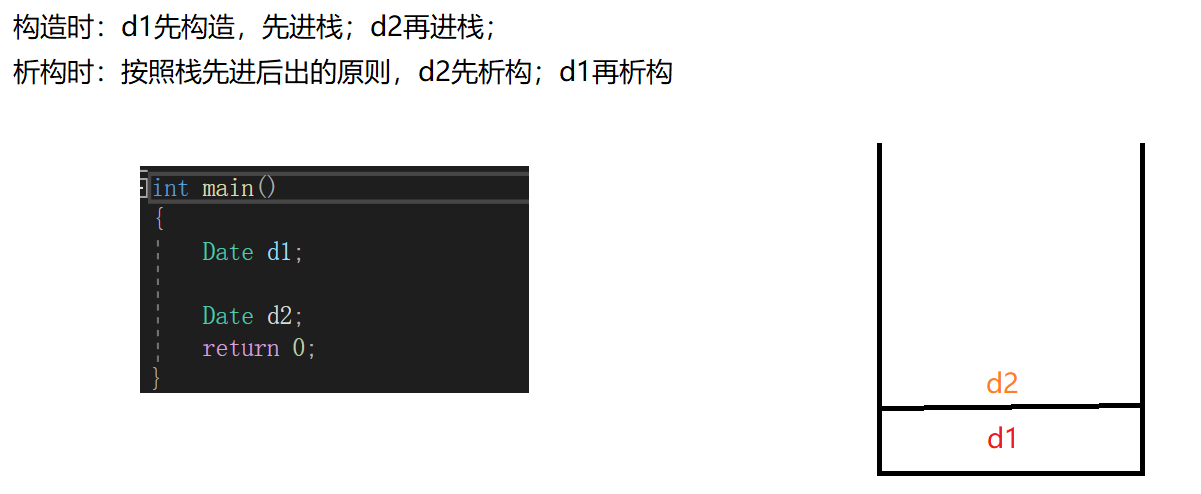 构造时：d1先构造，先进栈；d2再进栈；
析构时：按照栈先进后出的原则，d2先析构；d1再析构
int main()
{
Date d1;
Date d2;
return 0;
}
d2
d1